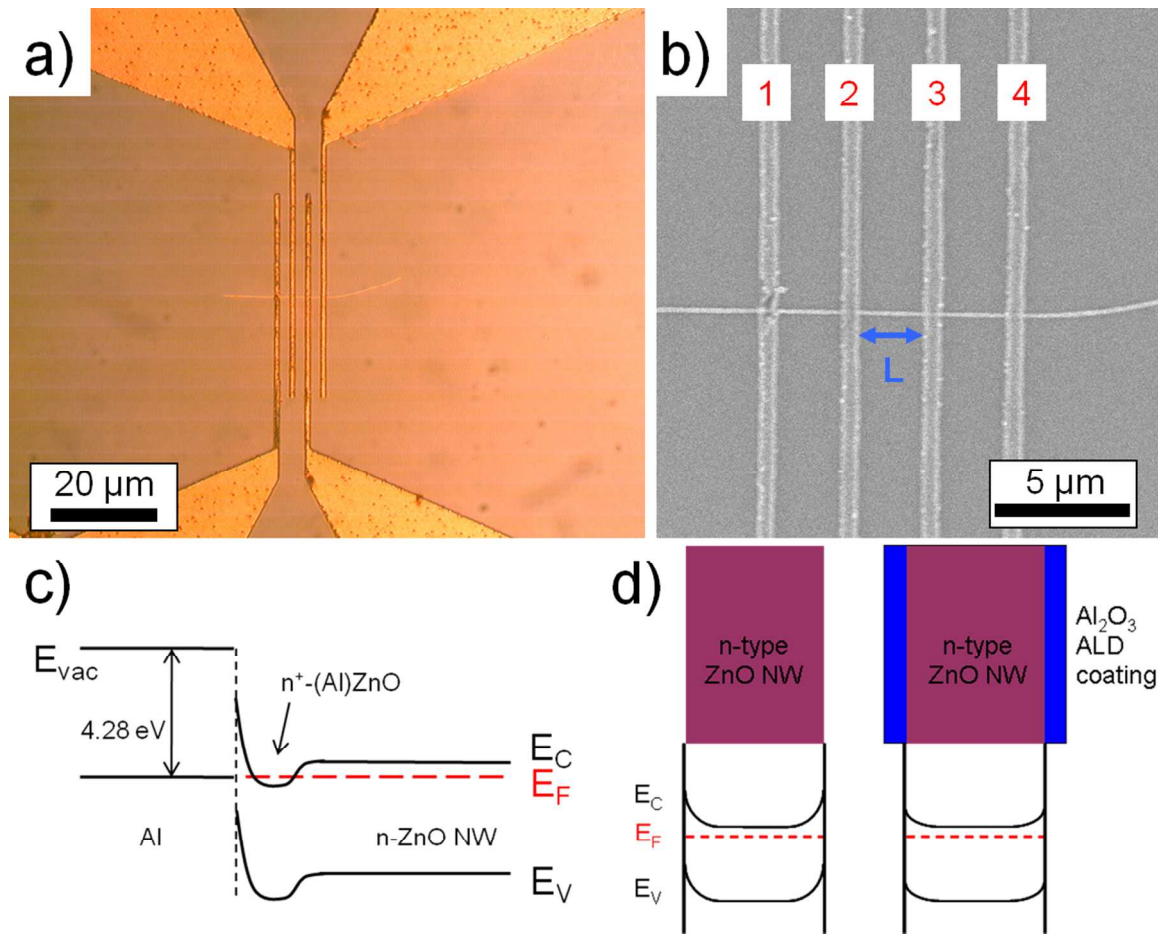 a)
20 µm
b)
1 2 3 4
L
5 µm
c)
E_vac
4.28 eV
n⁺-(Al)ZnO
E_C
E_F
Al
n-ZnO NW
E_V
d)
n-type
ZnO NW
n-type
ZnO NW
Al₂O₃
ALD
coating
E_C
E_F
E_V